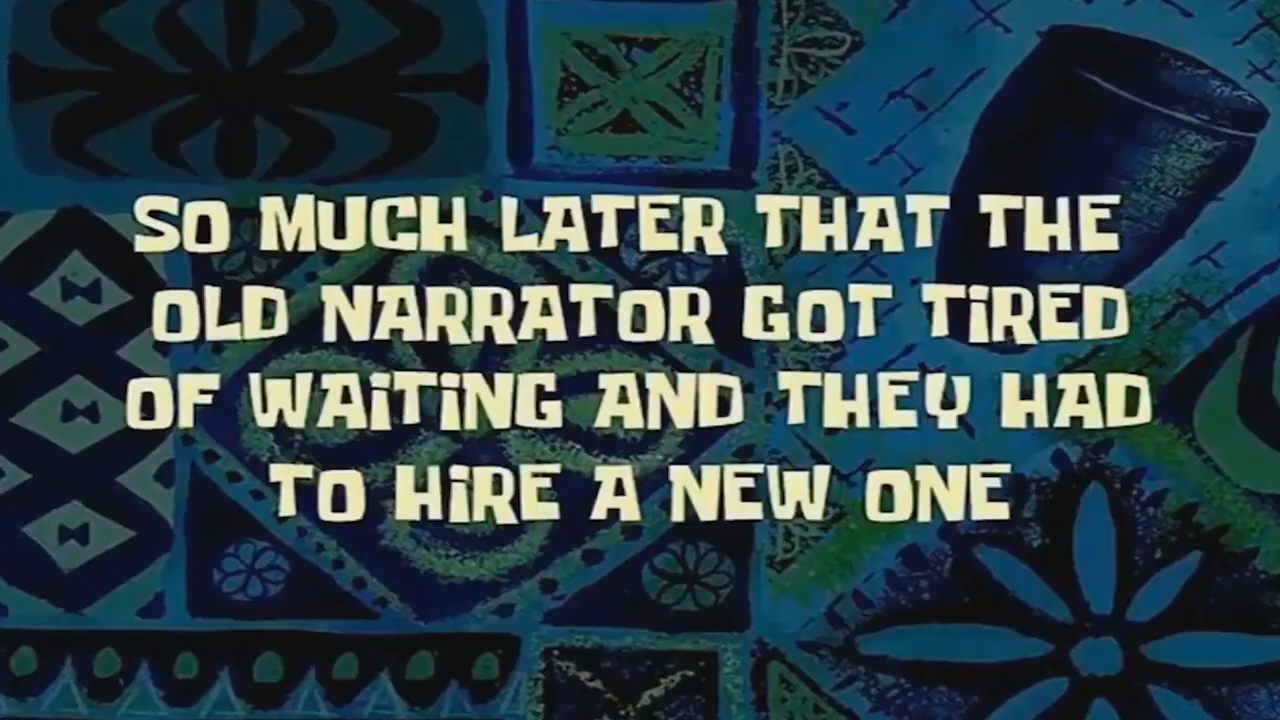 SO MUCH LATER THAT THE
OLD NARRATOR GOT TiRED
OF WAiTiNG AND THEY HAD
TO HiRE A NEW ONE